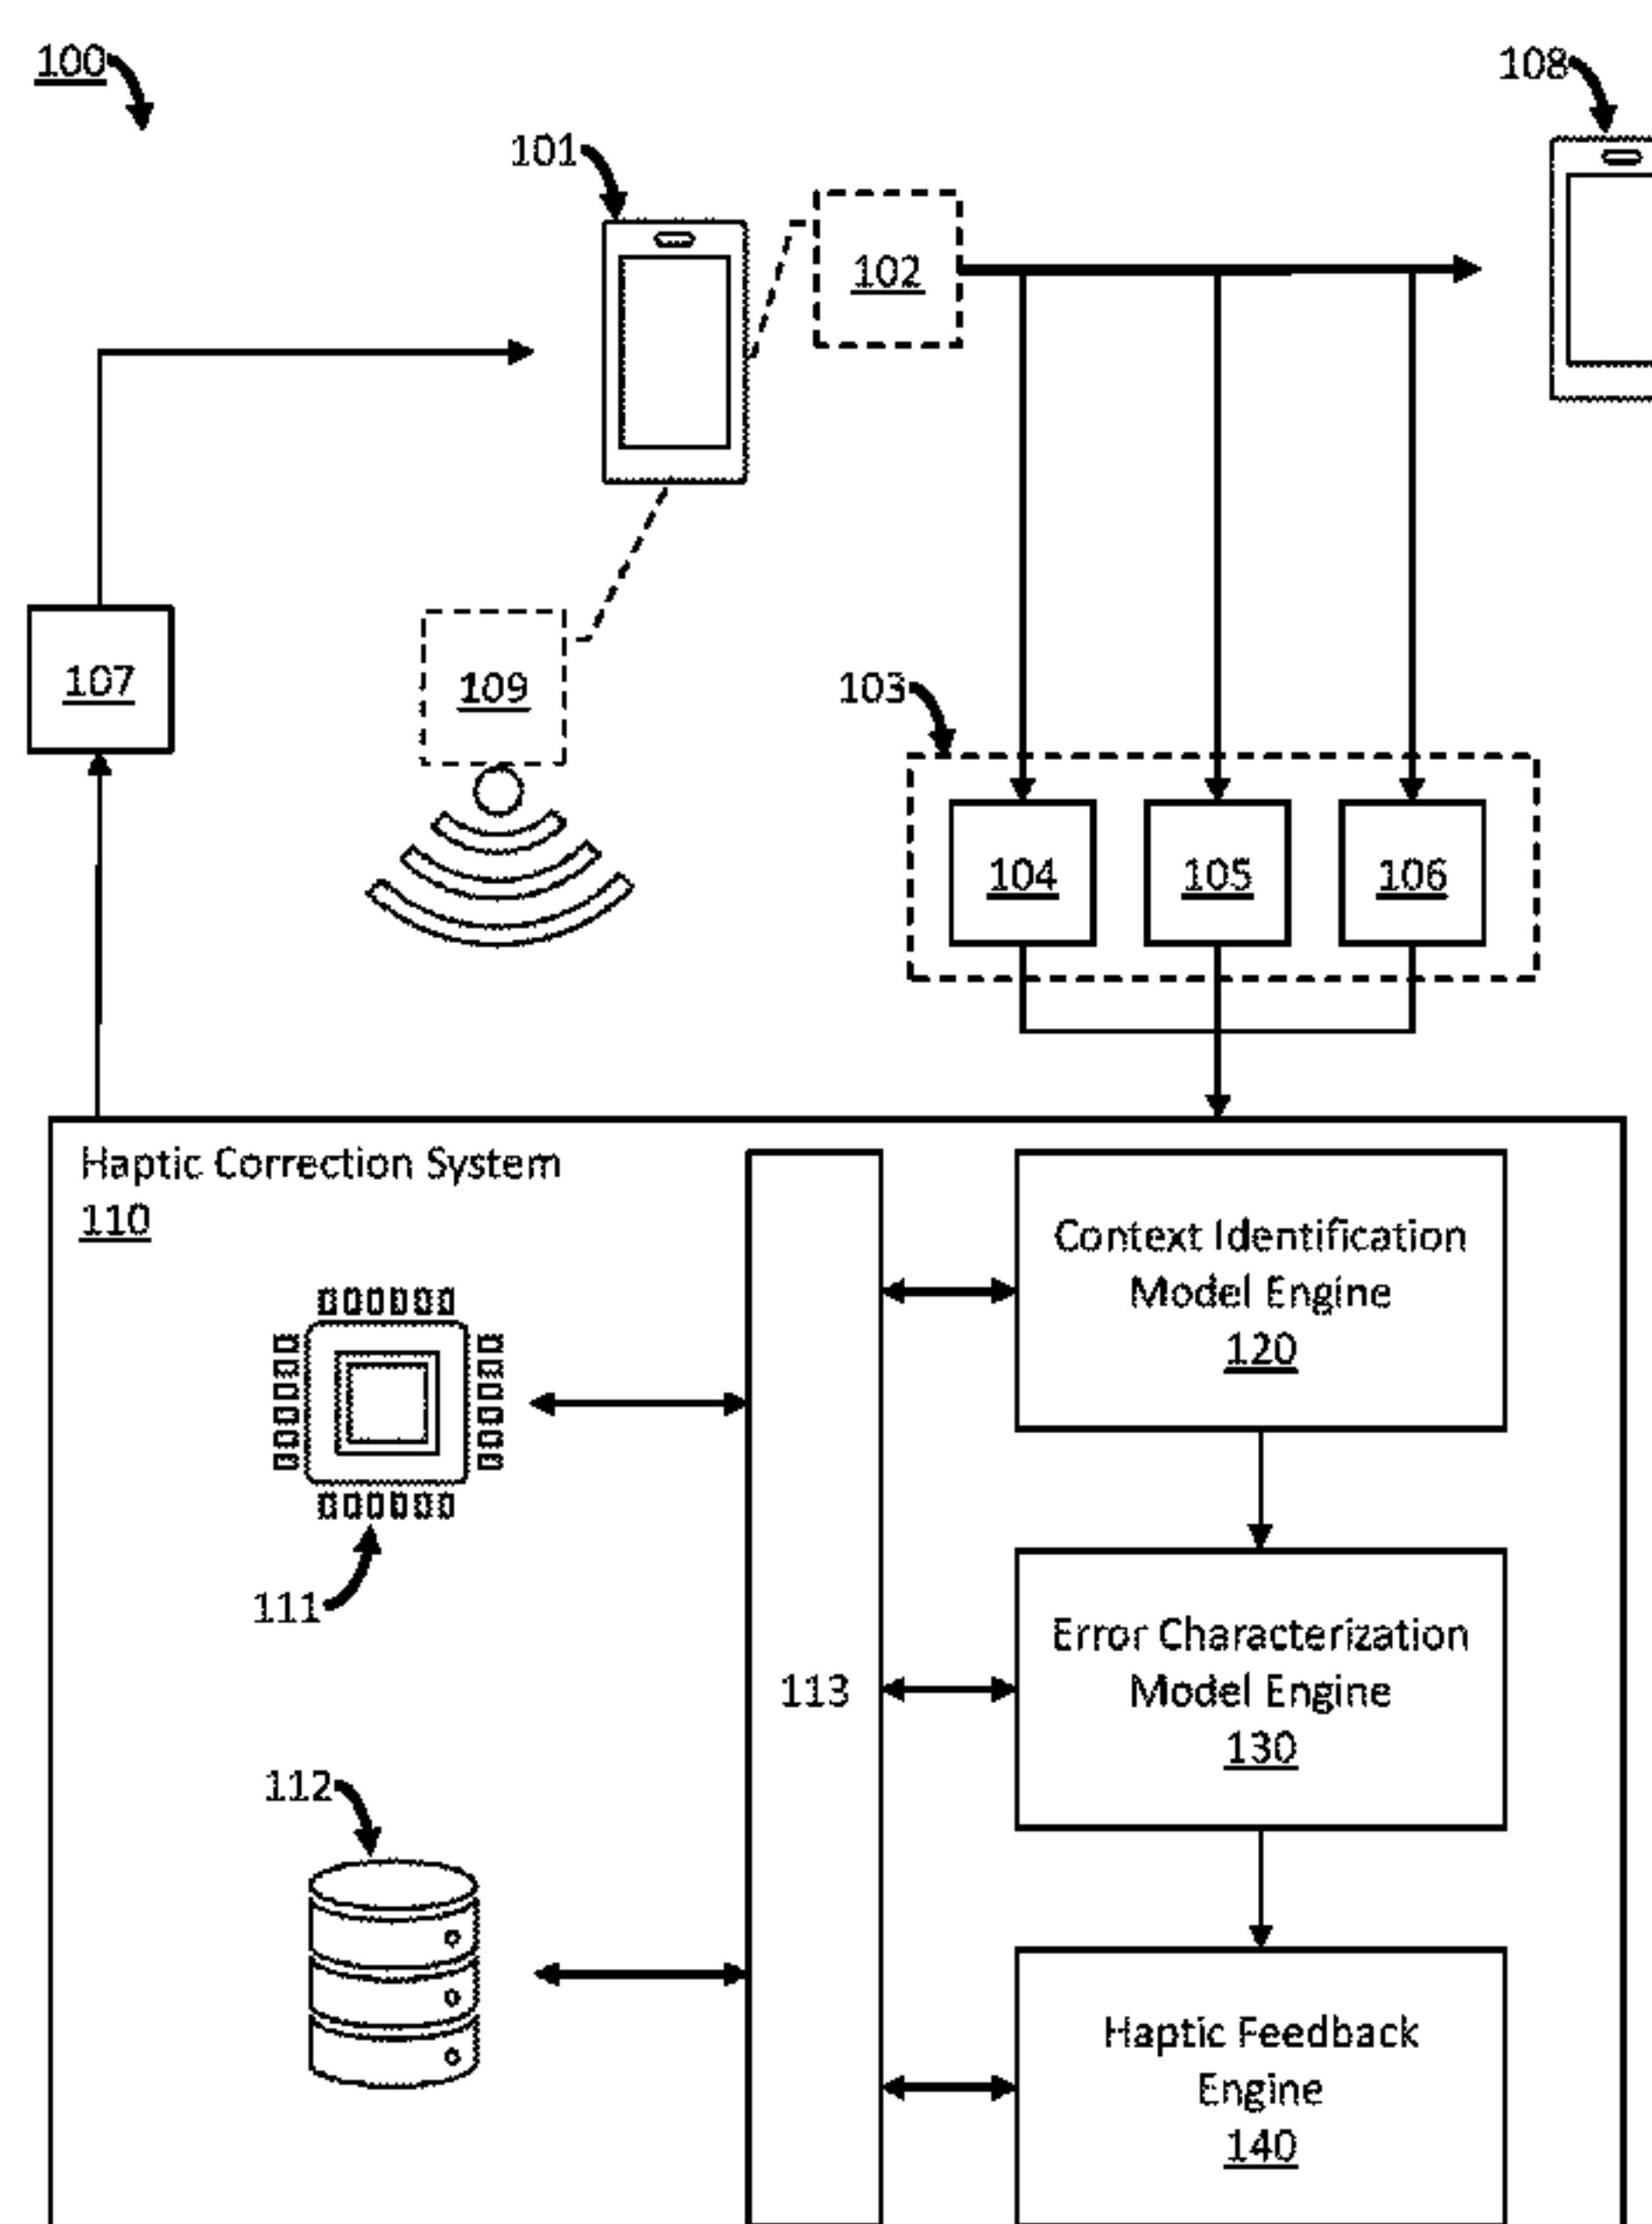 100
108
101
102
107
109
103
104
105
106
Haptic Correction System
110
Context Identification
Model Engine
120
111
Error Characterization
Model Engine
130
113
112
Haptic Feedback
Engine
140